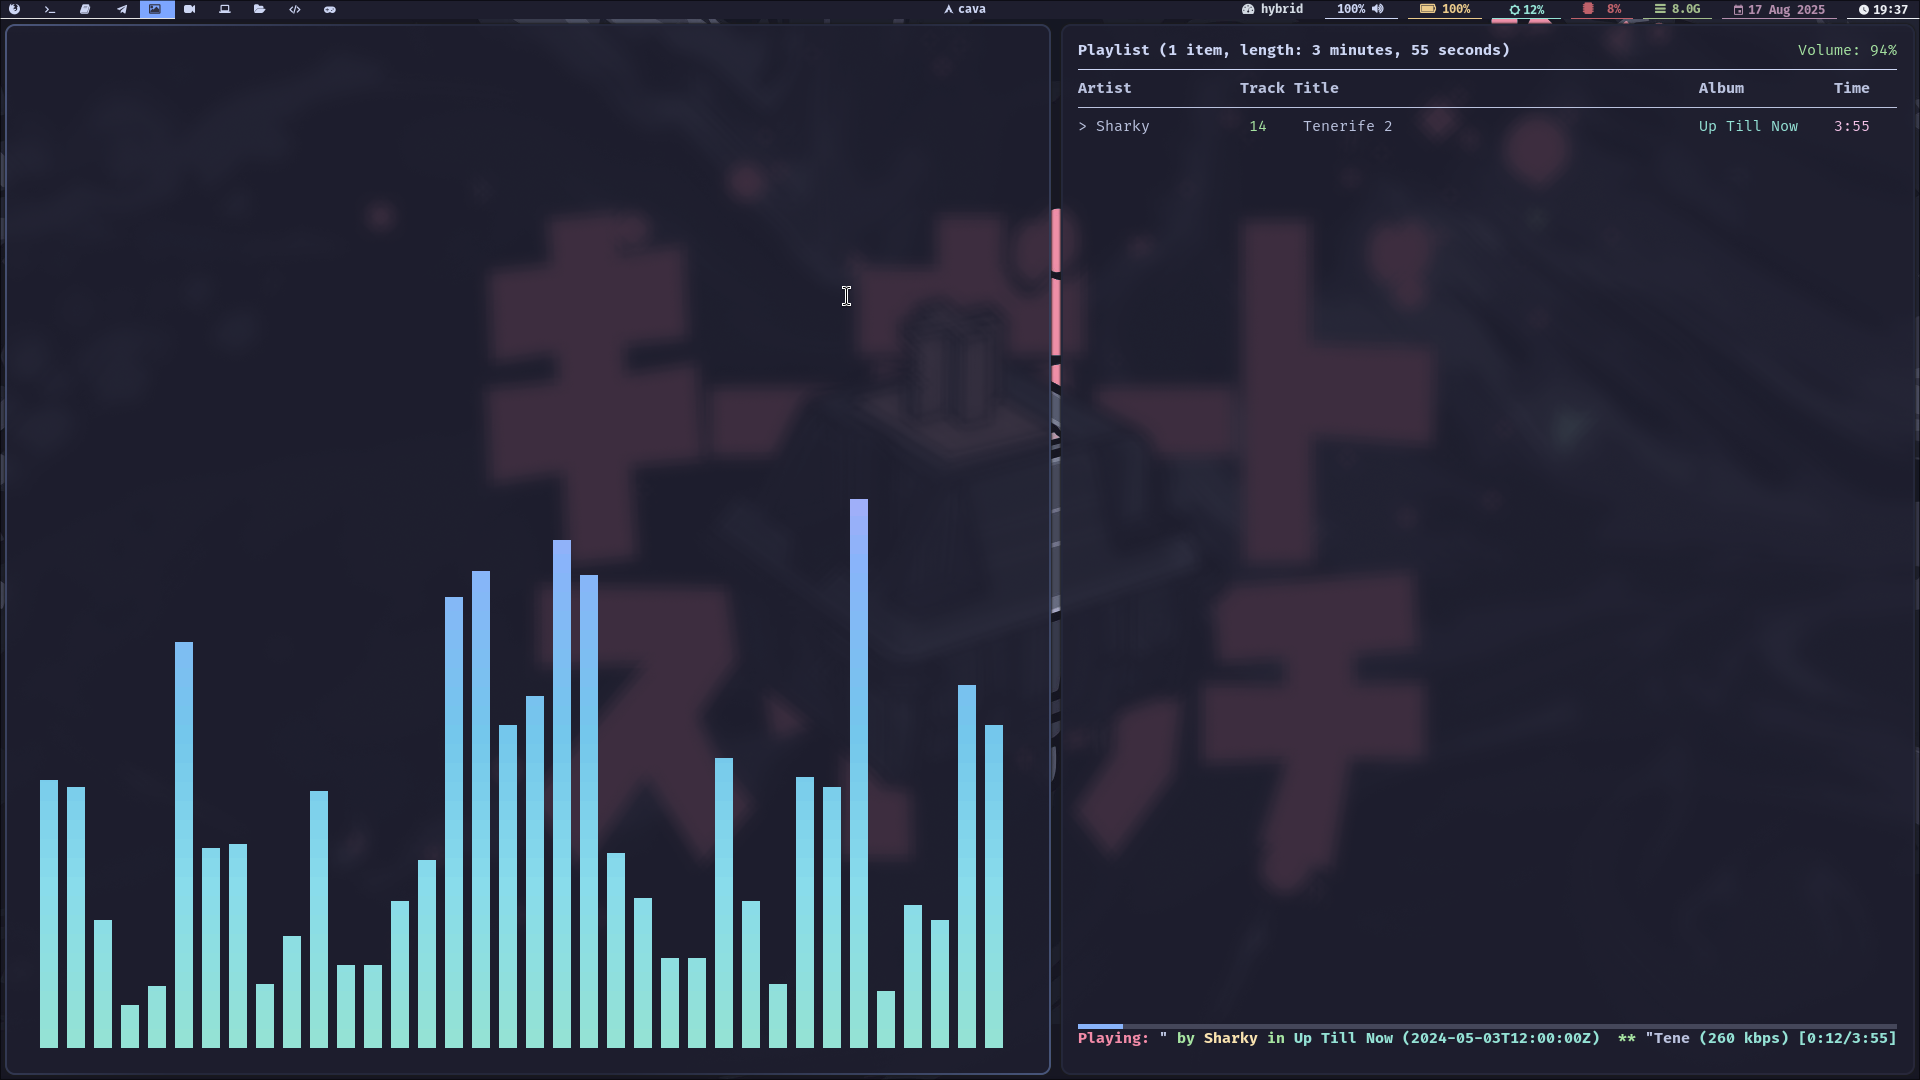 cava
hybrid 100% 100% 12% 8% 8.0G 17 Aug 2025 19:37
Playlist (1 item, length: 3 minutes, 55 seconds) Volume: 94%
Artist Track Title Album Time
> Sharky 14 Tenerife 2 Up Till Now 3:55
Playing: " by Sharky in Up Till Now (2024-05-03T12:00:00Z) ** "Tene (260 kbps) [0:12/3:55]